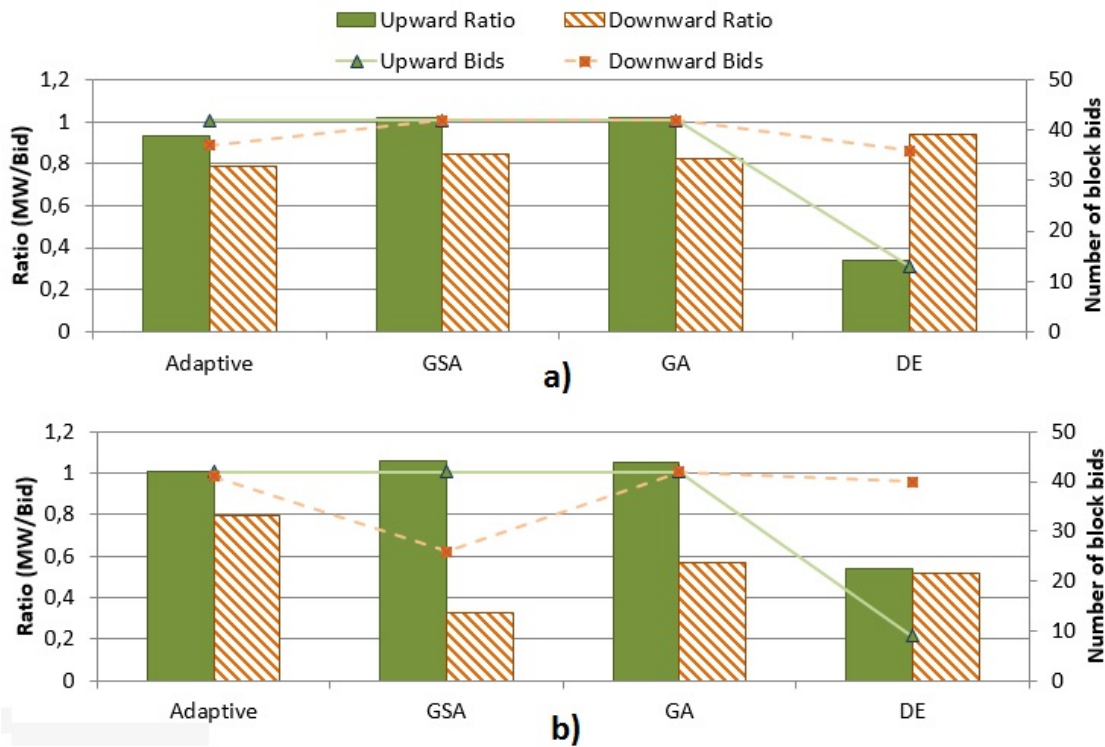 Upward Ratio Downward Ratio
Upward Bids Downward Bids
Ratio (MW/Bid)
1,2
1
0,8
0,6
0,4
0,2
0
50
40
30
20
10
0
Number of block bids
Adaptive GSA GA DE
a)
Ratio (MW/Bid)
1,2
1
0,8
0,6
0,4
0,2
0
50
40
30
20
10
0
Number of block bids
Adaptive GSA GA DE
b)